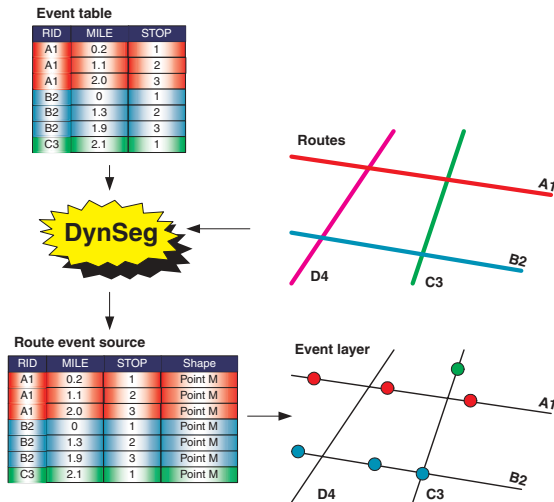 Event table
RID MILE STOP
A1 0.2 1
A1 1.1 2
A1 2.0 3
B2 0 1
B2 1.3 2
B2 1.9 3
C3 2.1 1
Routes
A1
B2
D4
C3
DynSeg
Route event source
RID MILE STOP Shape
A1 0.2 1 Point M
A1 1.1 2 Point M
A1 2.0 3 Point M
B2 0 1 Point M
B2 1.3 2 Point M
B2 1.9 3 Point M
C3 2.1 1 Point M
Event layer
A1
B2
D4
C3